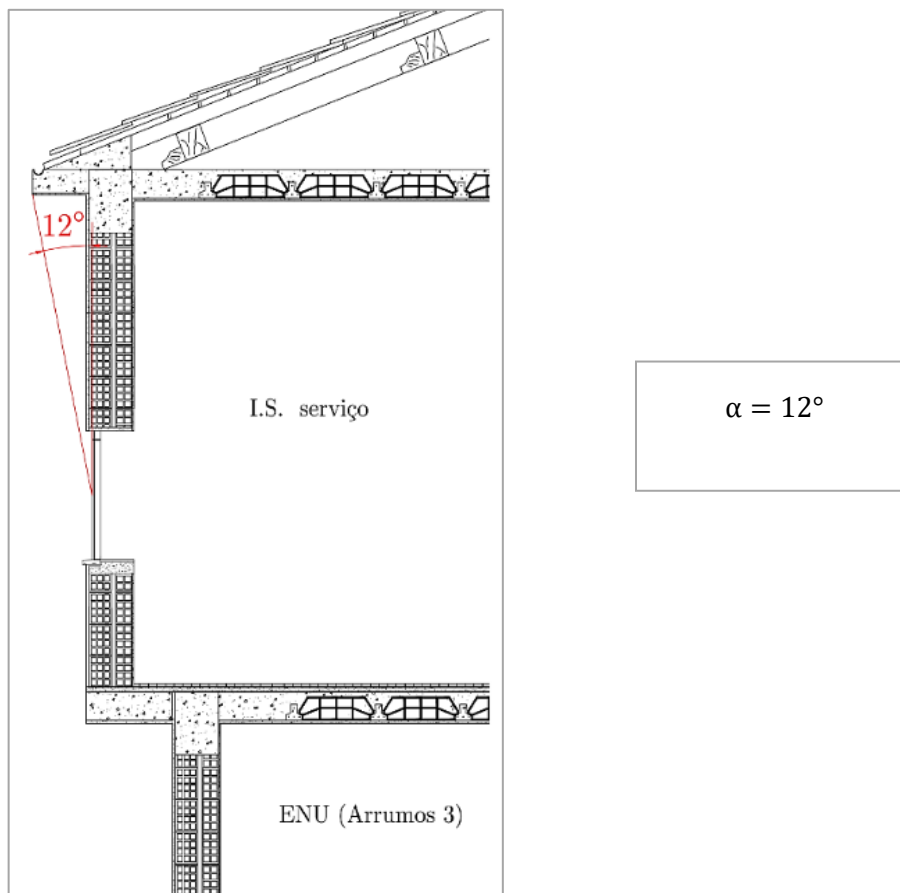 12°
I.S. serviço
α = 12°
ENU (Arrumos 3)